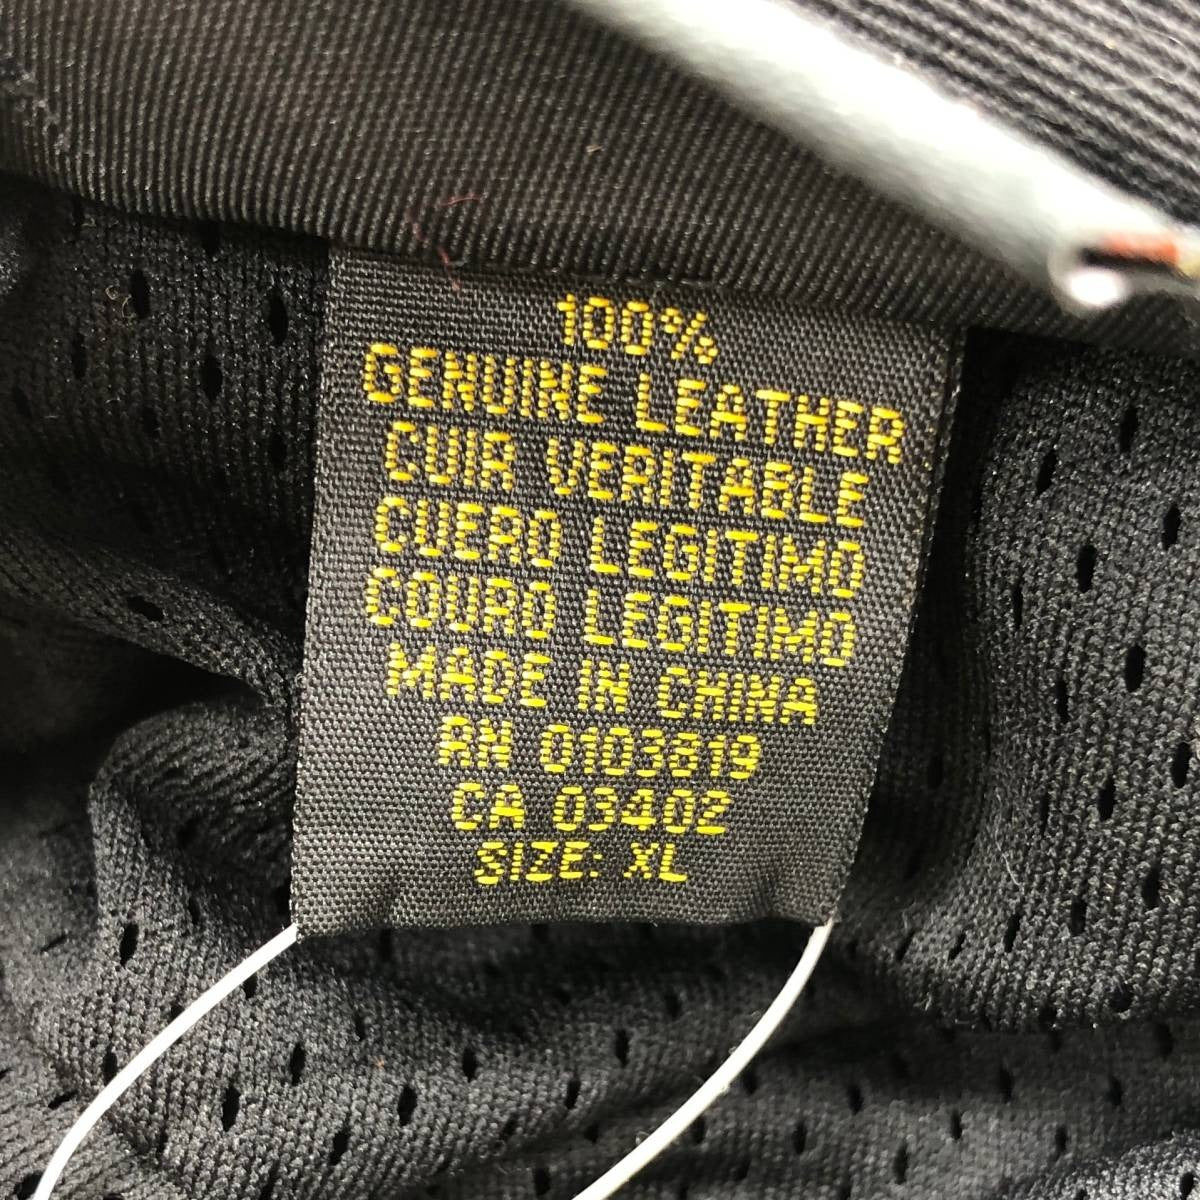 100%
GENUINE LEATHER
CUIR VERITABLE
CUERO LEGITIMO
COURO LEGITIMO
MADE IN CHINA
RN 0103819
CA 03402
SIZE: XL